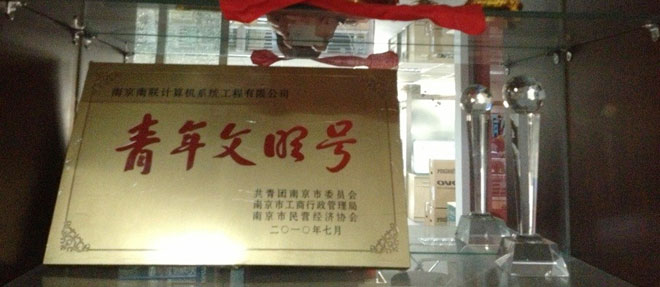 南京南联计算机系统工程有限公司
青年文明号
共青团南京市委员会
南京市工商行政管理局
南京市民营经济协会
二〇一〇年七月